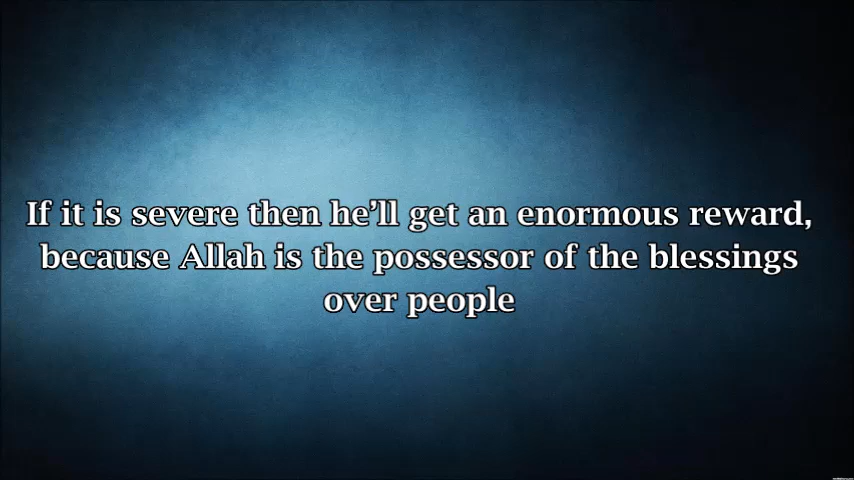 If it is severe then he’ll get an enormous reward,
because Allah is the possessor of the blessings
over people